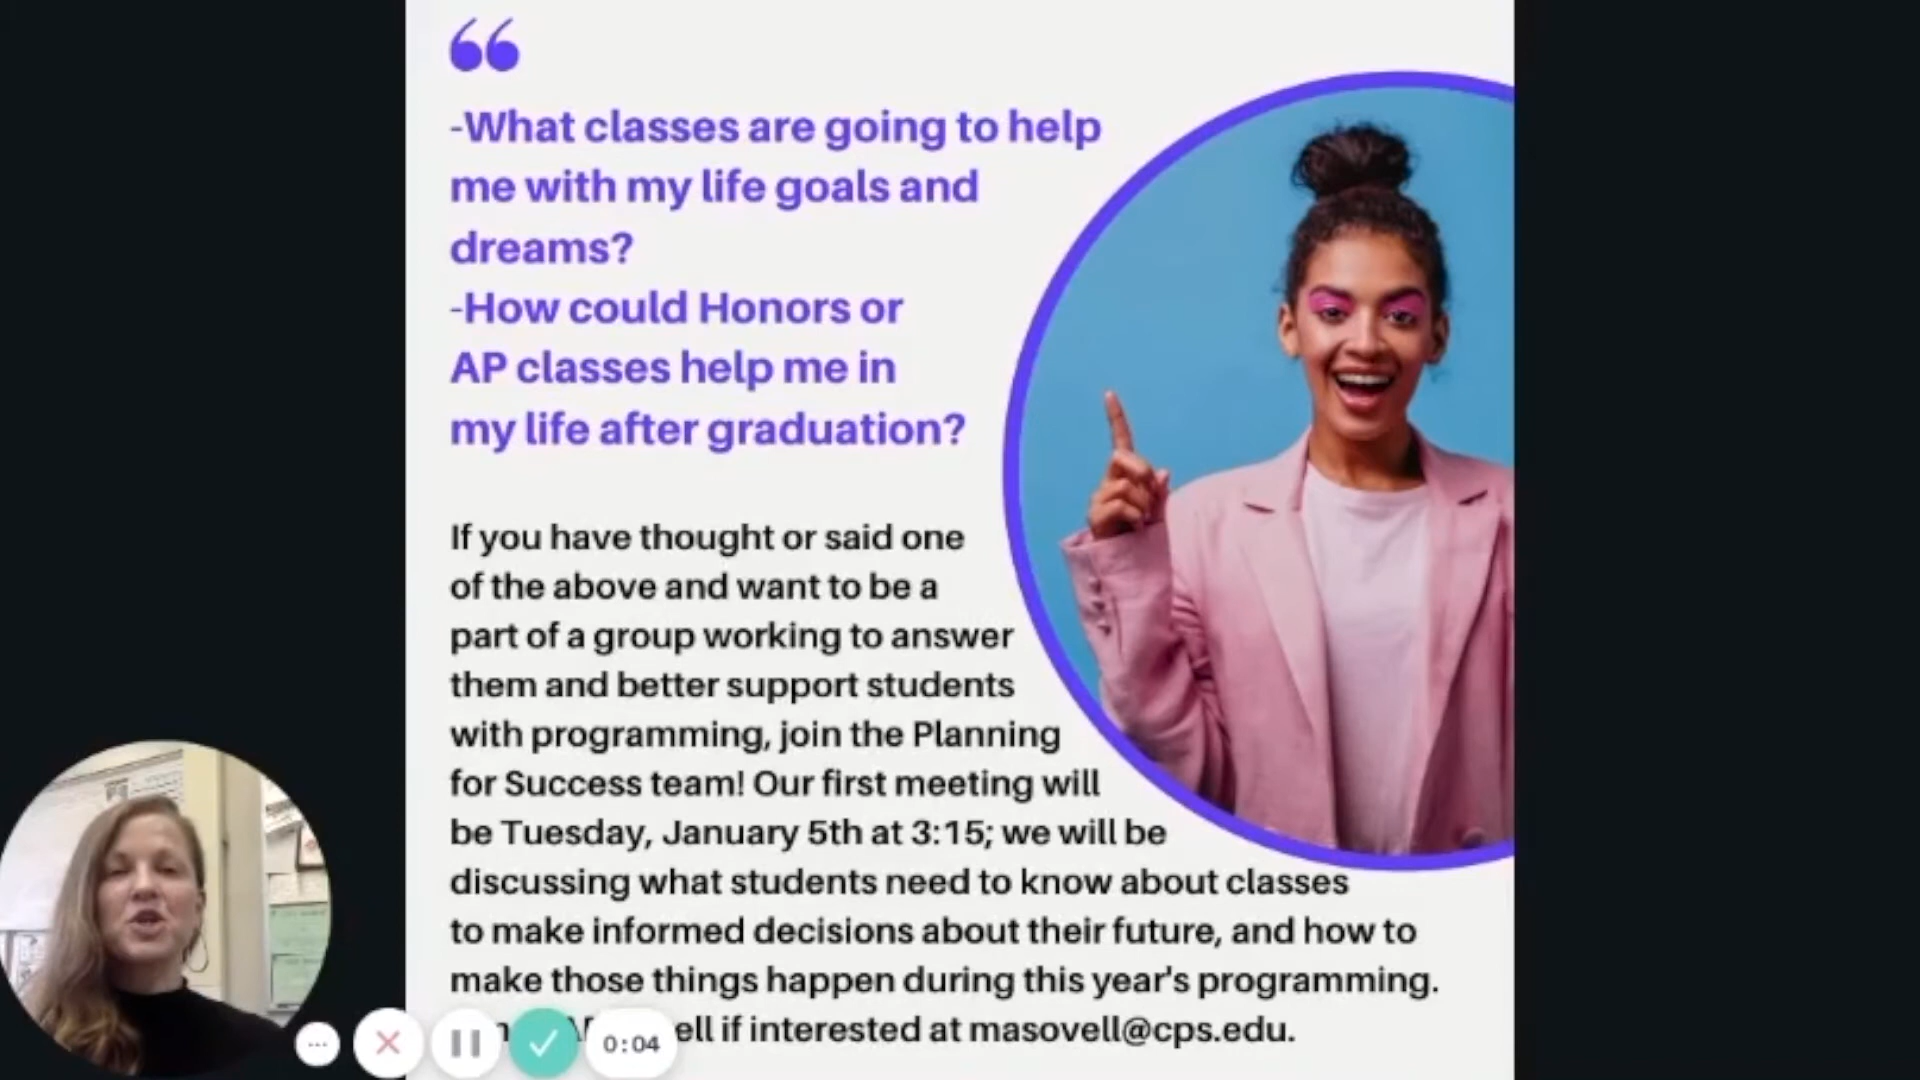 ❝
-What classes are going to help
me with my life goals and
dreams?
-How could Honors or
AP classes help me in
my life after graduation?
If you have thought or said one
of the above and want to be a
part of a group working to answer
them and better support students
with programming, join the Planning
for Success team! Our first meeting will
be Tuesday, January 5th at 3:15; we will be
discussing what students need to know about classes
to make informed decisions about their future, and how to
make those things happen during this year's programming.
if interested at masovell@cps.edu.
0:04